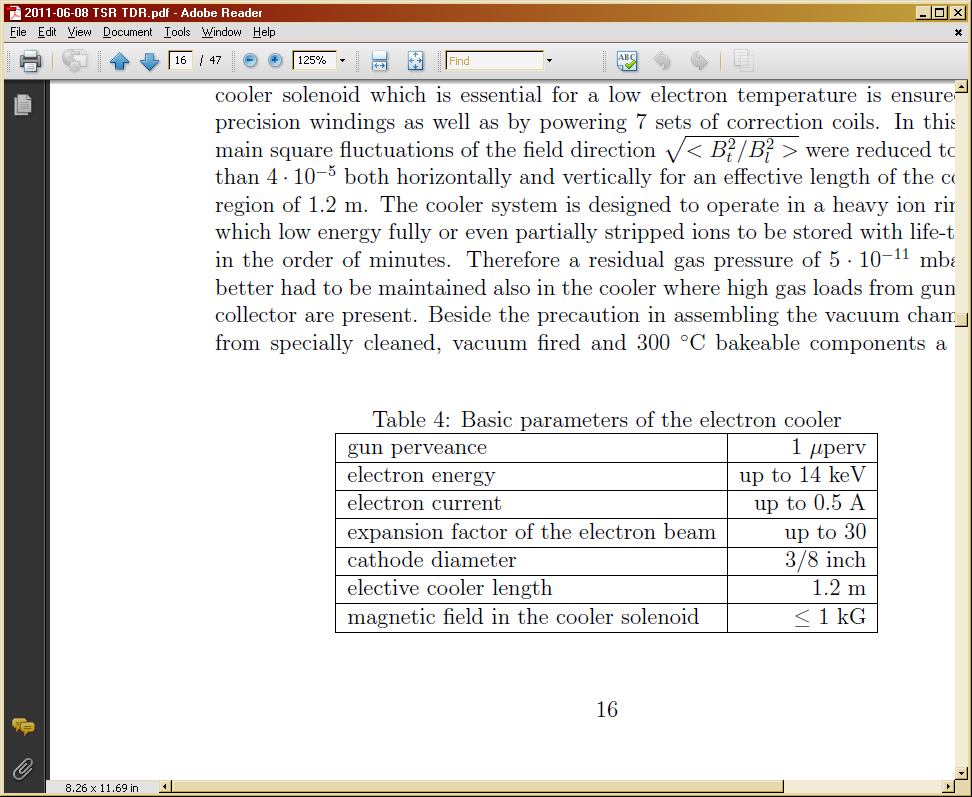 2011-06-08 TSR TDR.pdf - Adobe Reader
File Edit View Document Tools Window Help
16 / 47 125% Find
cooler solenoid which is essential for a low electron temperature is ensure
precision windings as well as by powering 7 sets of correction coils. In this
main square fluctuations of the field direction √< B_t^2/B_l^2 > were reduced to
than 4 · 10^−5 both horizontally and vertically for an effective length of the co
region of 1.2 m. The cooler system is designed to operate in a heavy ion rin
which low energy fully or even partially stripped ions to be stored with life-t
in the order of minutes. Therefore a residual gas pressure of 5 · 10^−11 mba
better had to be maintained also in the cooler where high gas loads from gun
collector are present. Beside the precaution in assembling the vacuum cham
from specially cleaned, vacuum fired and 300 °C bakeable components a
Table 4: Basic parameters of the electron cooler
gun perveance 1 μperv
electron energy up to 14 keV
electron current up to 0.5 A
expansion factor of the electron beam up to 30
cathode diameter 3/8 inch
elective cooler length 1.2 m
magnetic field in the cooler solenoid ≤ 1 kG
16
8.26 x 11.69 in